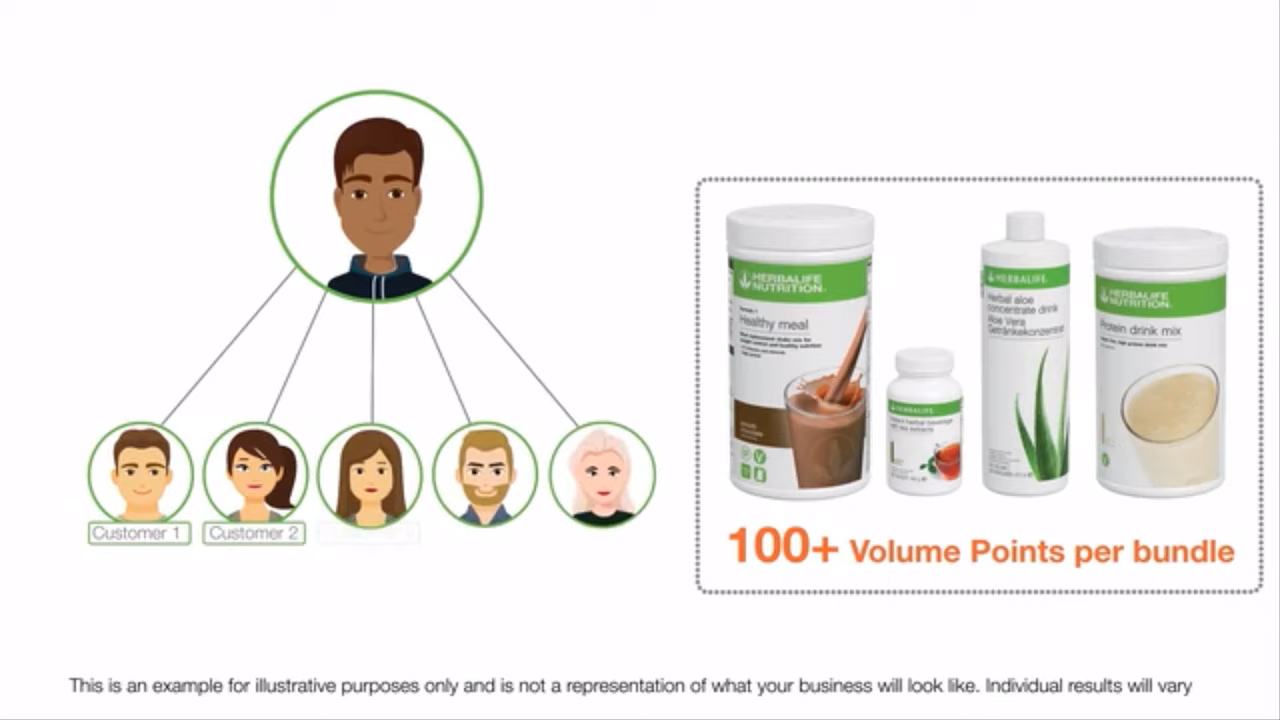 Customer 1
Customer 2
HERBALIFE
NUTRITION
Healthy meal
HERBALIFE
Herbal aloe
concentrate drink
Aloe Vera
Getränkekonzentrat
HERBALIFE
HERBALIFE
NUTRITION
Protein drink mix
100+ Volume Points per bundle
This is an example for illustrative purposes only and is not a representation of what your business will look like. Individual results will vary